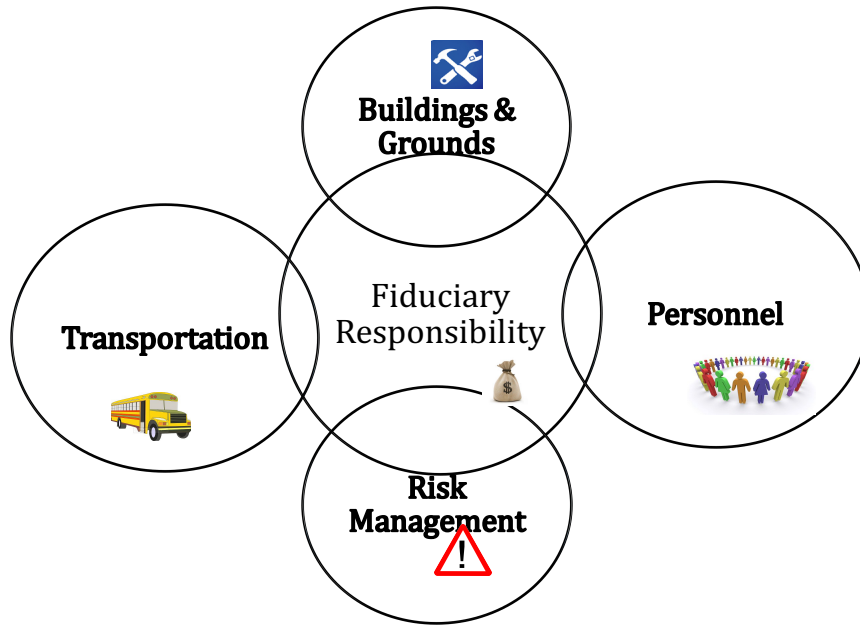 Buildings &
Grounds
Fiduciary
Responsibility
Transportation
Personnel
$
Risk
Management
!